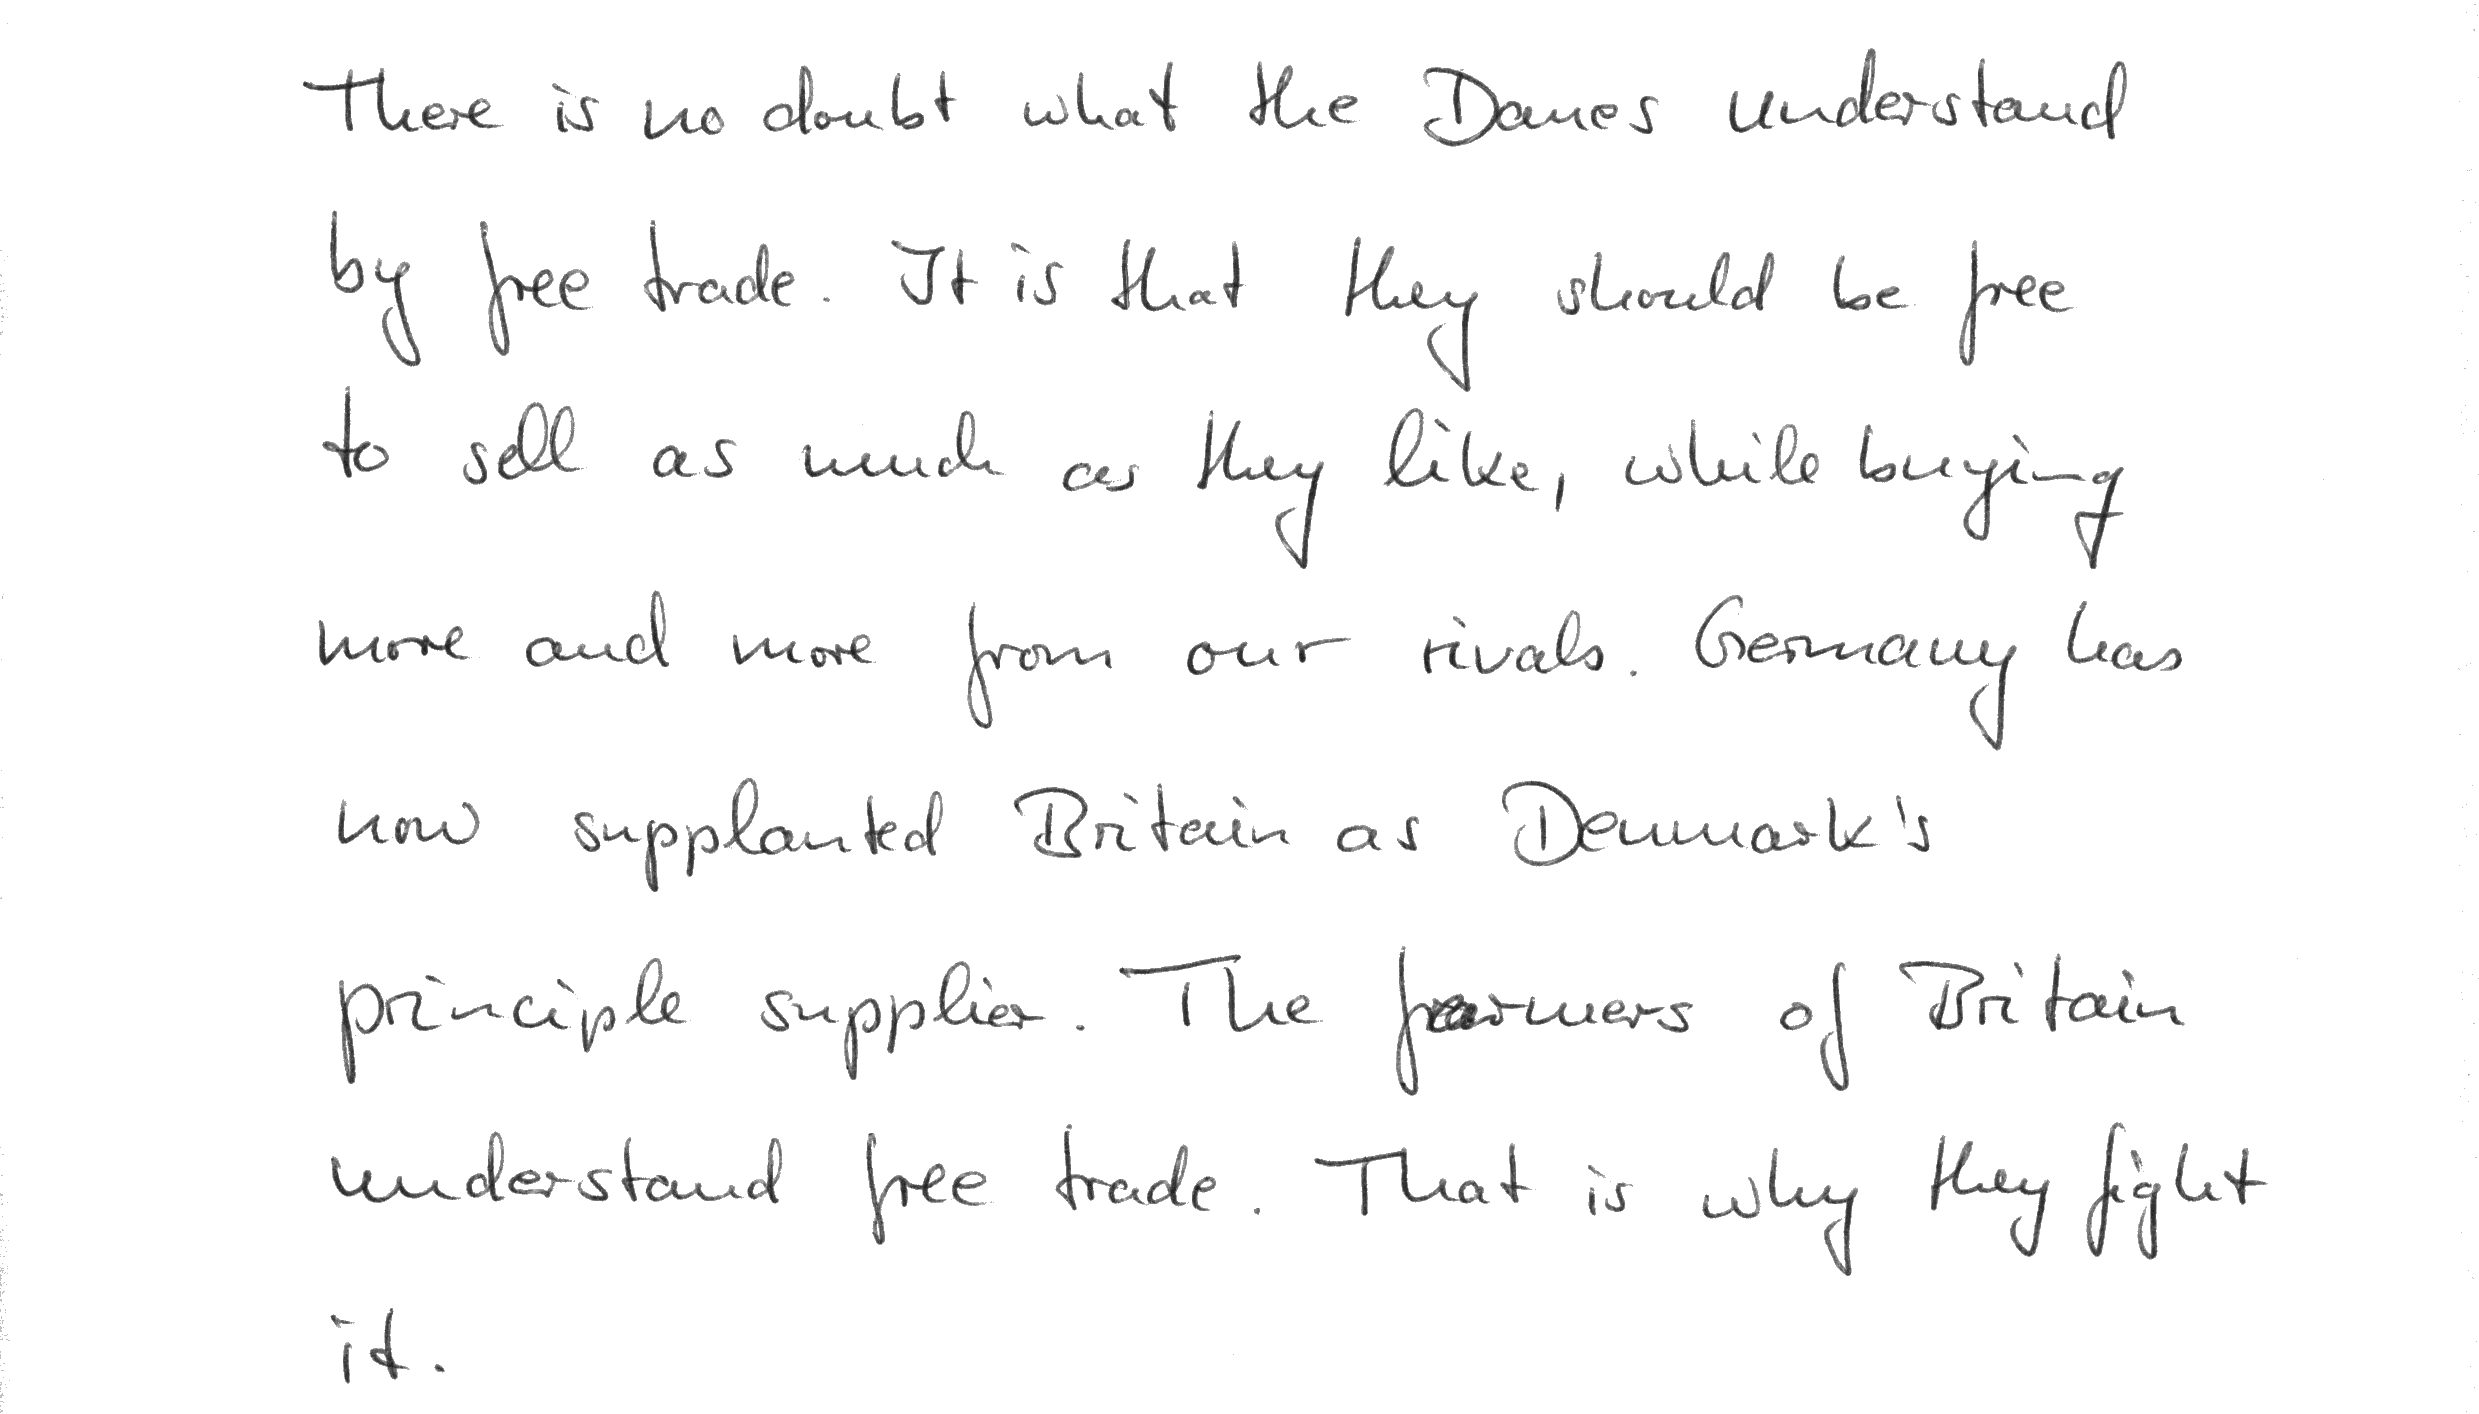 There is no doubt what the Danes understand
by free trade. It is that they should be free
to sell as much as they like, while buying
more and more from our rivals. Germany has
now supplanted Britain as Denmark's
principle supplier. The farmers of Britain
understand free trade. That is why they fight
it.